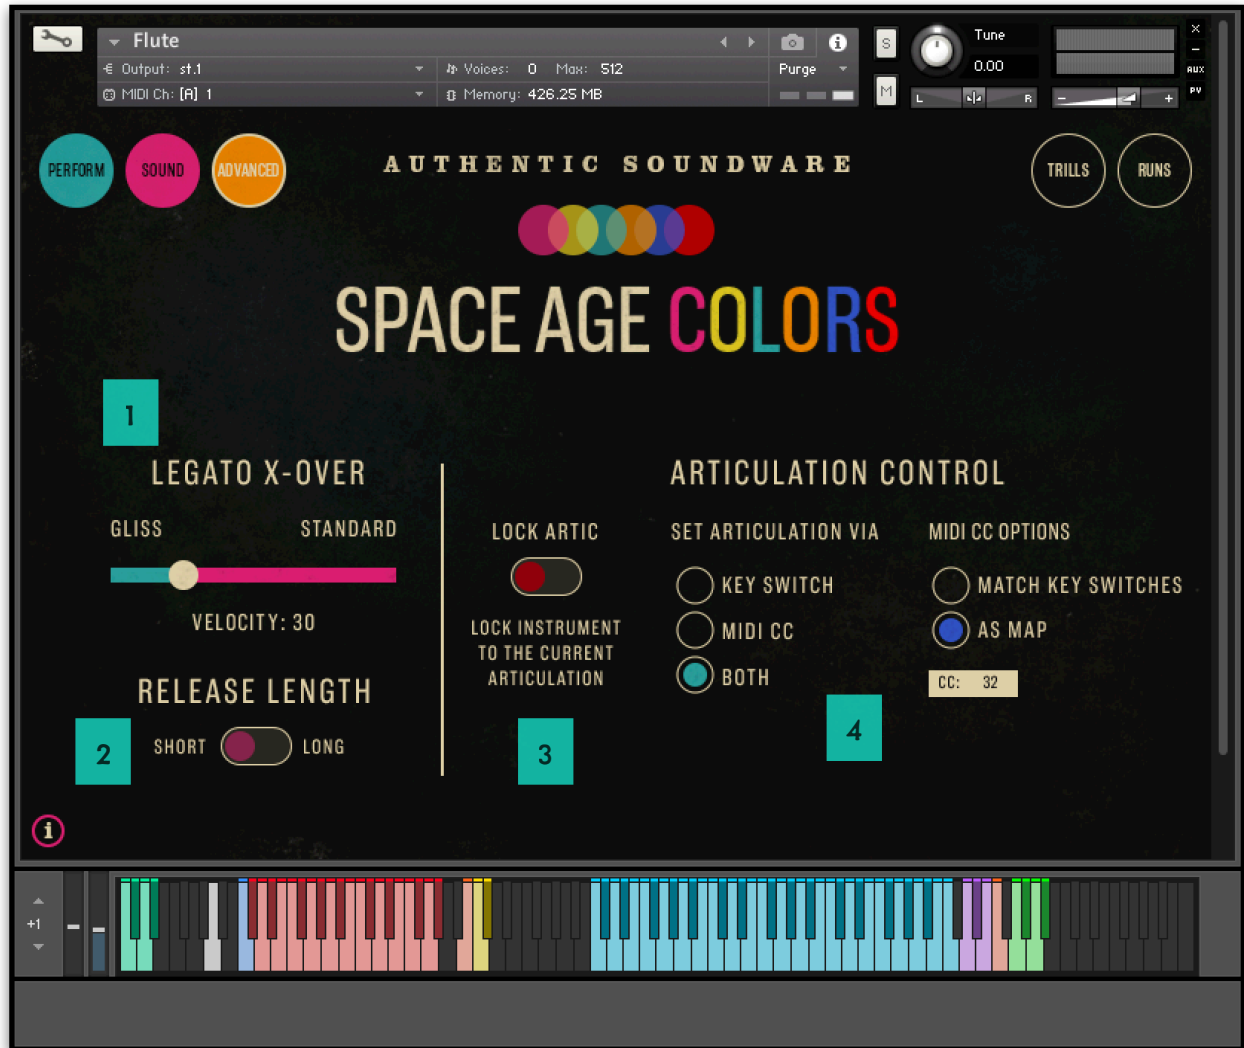 Flute
Output: st.1
Voices: 0 Max: 512
Purge
MIDI Ch: [A] 1
Memory: 426.25 MB
S
M
Tune
0.00
L
R
-
+
×
-
AUX
PV
PERFORM
SOUND
ADVANCED
AUTHENTIC SOUNDWARE
TRILLS
RUNS
SPACE AGE COLORS
1
LEGATO X-OVER
GLISS
STANDARD
VELOCITY: 30
RELEASE LENGTH
2
SHORT
LONG
ARTICULATION CONTROL
LOCK ARTIC
LOCK INSTRUMENT
TO THE CURRENT
ARTICULATION
3
SET ARTICULATION VIA
KEY SWITCH
MIDI CC
BOTH
MIDI CC OPTIONS
MATCH KEY SWITCHES
AS MAP
CC: 32
4
i
+1